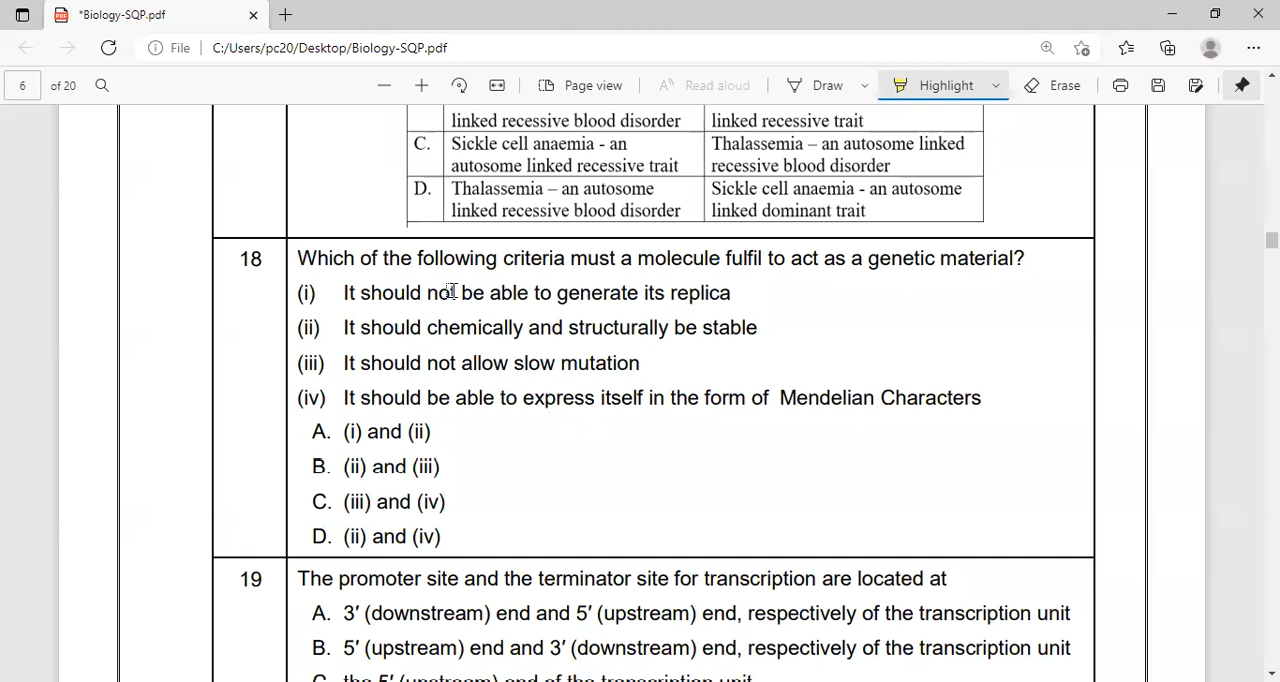 *Biology-SQP.pdf
File
C:/Users/pc20/Desktop/Biology-SQP.pdf
6 of 20
Page view
Read aloud
Draw
Highlight
Erase
linked recessive blood disorder linked recessive trait
C. Sickle cell anaemia - an Thalassemia – an autosome linked
autosome linked recessive trait recessive blood disorder
D. Thalassemia – an autosome Sickle cell anaemia - an autosome
linked recessive blood disorder linked dominant trait
18 Which of the following criteria must a molecule fulfil to act as a genetic material?
(i) It should not be able to generate its replica
(ii) It should chemically and structurally be stable
(iii) It should not allow slow mutation
(iv) It should be able to express itself in the form of Mendelian Characters
A. (i) and (ii)
B. (ii) and (iii)
C. (iii) and (iv)
D. (ii) and (iv)
19 The promoter site and the terminator site for transcription are located at
A. 3′ (downstream) end and 5′ (upstream) end, respectively of the transcription unit
B. 5′ (upstream) end and 3′ (downstream) end, respectively of the transcription unit
C. the 5′ (upstream) end of the transcription unit